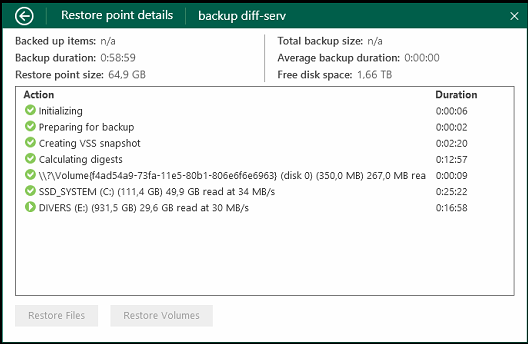 Restore point details backup diff-serv
Backed up items: n/a Total backup size: n/a
Backup duration: 0:58:59 Average backup duration: 0:00:00
Restore point size: 64,9 GB Free disk space: 1,66 TB
Action Duration
Initializing 0:00:06
Preparing for backup 0:00:02
Creating VSS snapshot 0:02:20
Calculating digests 0:12:57
\\?\Volume{f4ad54a9-73fa-11e5-80b1-806e6f6e6963} (disk 0) (350,0 MB) 267,0 MB rea 0:00:09
SSD_SYSTEM (C:) (111,4 GB) 49,9 GB read at 34 MB/s 0:25:22
DIVERS (E:) (931,5 GB) 29,6 GB read at 30 MB/s 0:16:58
Restore Files Restore Volumes